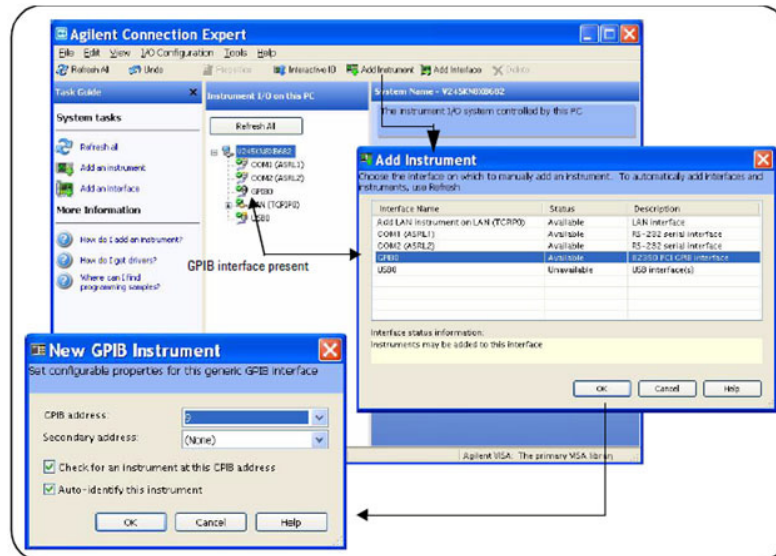 Agilent Connection Expert
File Edit View I/O Configuration Tools Help
Refresh All Undo Properties Interactive IO Add Instrument Add Interface Delete
Task Guide
System tasks
Refresh all
Add an instrument
Add an interface
More Information
How do I add an instrument?
How do I get drivers?
Where can I find
programming samples?
Instrument I/O on this PC
Refresh All
COM1 (ASRL1)
COM2 (ASRL2)
GPIB0
LAN (TCPIP0)
USB0
GPIB interface present
The instrument I/O system controlled by this PC
Agilent VISA: The primary VISA library
Add Instrument
Choose the interface on which to manually add an instrument. To automatically add interfaces and
instruments, use Refresh
Interface Name Status Description
Add LAN instrument on LAN (TCPIP0) Available LAN interface
COM1 (ASRL1) Available RS-232 serial interface
COM2 (ASRL2) Available RS-232 serial interface
GPIB0 Available 82350 PCI GPIB interface
USB0 Unavailable USB interface(s)
Interface status information:
Instruments may be added to this interface
OK Cancel Help
New GPIB Instrument
Set configurable properties for this generic GPIB interface
GPIB address: 9
Secondary address: (None)
Check for an instrument at this GPIB address
Auto-identify this instrument
OK Cancel Help